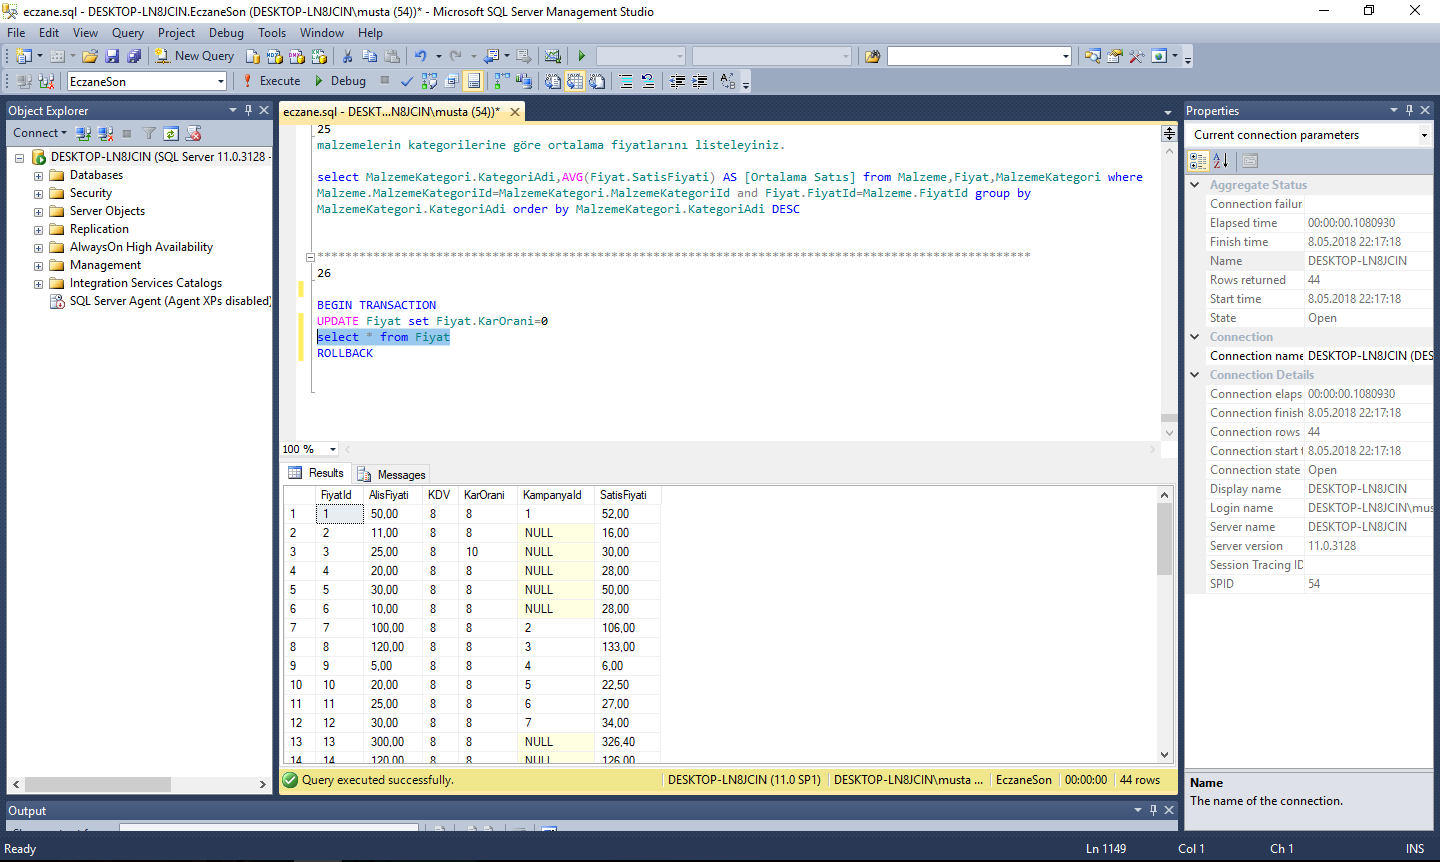 eczane.sql - DESKTOP-LN8JCIN.EczaneSon (DESKTOP-LN8JCIN\musta (54))* - Microsoft SQL Server Management Studio
File Edit View Query Project Debug Tools Window Help
New Query
EczaneSon Execute Debug
Object Explorer
Connect
DESKTOP-LN8JCIN (SQL Server 11.0.3128 -
Databases
Security
Server Objects
Replication
AlwaysOn High Availability
Management
Integration Services Catalogs
SQL Server Agent (Agent XPs disabled)
eczane.sql - DESKT...N8JCIN\musta (54))*
25
malzemelerin kategorilerine göre ortalama fiyatlarını listeleyiniz.
select MalzemeKategori.KategoriAdi,AVG(Fiyat.SatisFiyati) AS [Ortalama Satıs] from Malzeme,Fiyat,MalzemeKategori where
Malzeme.MalzemeKategoriId=MalzemeKategori.MalzemeKategoriId and Fiyat.FiyatId=Malzeme.FiyatId group by
MalzemeKategori.KategoriAdi order by MalzemeKategori.KategoriAdi DESC
******************************************************************************************************
26
BEGIN TRANSACTION
UPDATE Fiyat set Fiyat.KarOrani=0
select * from Fiyat
ROLLBACK
100 %
Results Messages
FiyatId AlisFiyati KDV KarOrani KampanyaId SatisFiyati
1 1 50,00 8 8 1 52,00
2 2 11,00 8 8 NULL 16,00
3 3 25,00 8 10 NULL 30,00
4 4 20,00 8 8 NULL 28,00
5 5 30,00 8 8 NULL 50,00
6 6 10,00 8 8 NULL 28,00
7 7 100,00 8 8 2 106,00
8 8 120,00 8 8 3 133,00
9 9 5,00 8 8 4 6,00
10 10 20,00 8 8 5 22,50
11 11 25,00 8 8 6 27,00
12 12 30,00 8 8 7 34,00
13 13 300,00 8 8 NULL 326,40
14 14 120,00 8 8 NULL 126,00
Query executed successfully. DESKTOP-LN8JCIN (11.0 SP1) DESKTOP-LN8JCIN\musta ... EczaneSon 00:00:00 44 rows
Properties
Current connection parameters
Aggregate Status
Connection failur
Elapsed time 00:00:00.1080930
Finish time 8.05.2018 22:17:18
Name DESKTOP-LN8JCIN
Rows returned 44
Start time 8.05.2018 22:17:18
State Open
Connection
Connection name DESKTOP-LN8JCIN (DES
Connection Details
Connection elaps 00:00:00.1080930
Connection finish 8.05.2018 22:17:18
Connection rows 44
Connection start t 8.05.2018 22:17:18
Connection state Open
Display name DESKTOP-LN8JCIN
Login name DESKTOP-LN8JCIN\mus
Server name DESKTOP-LN8JCIN
Server version 11.0.3128
Session Tracing ID
SPID 54
Name
The name of the connection.
Output
Ready Ln 1149 Col 1 Ch 1 INS